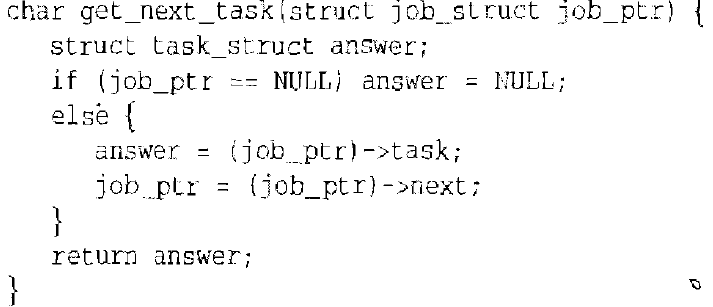 char get_next_task(struct job_struct job_ptr) {
struct task_struct answer;
if (job_ptr == NULL) answer = NULL;
else {
answer = (job_ptr)->task;
job_ptr = (job_ptr)->next;
}
return answer;
}